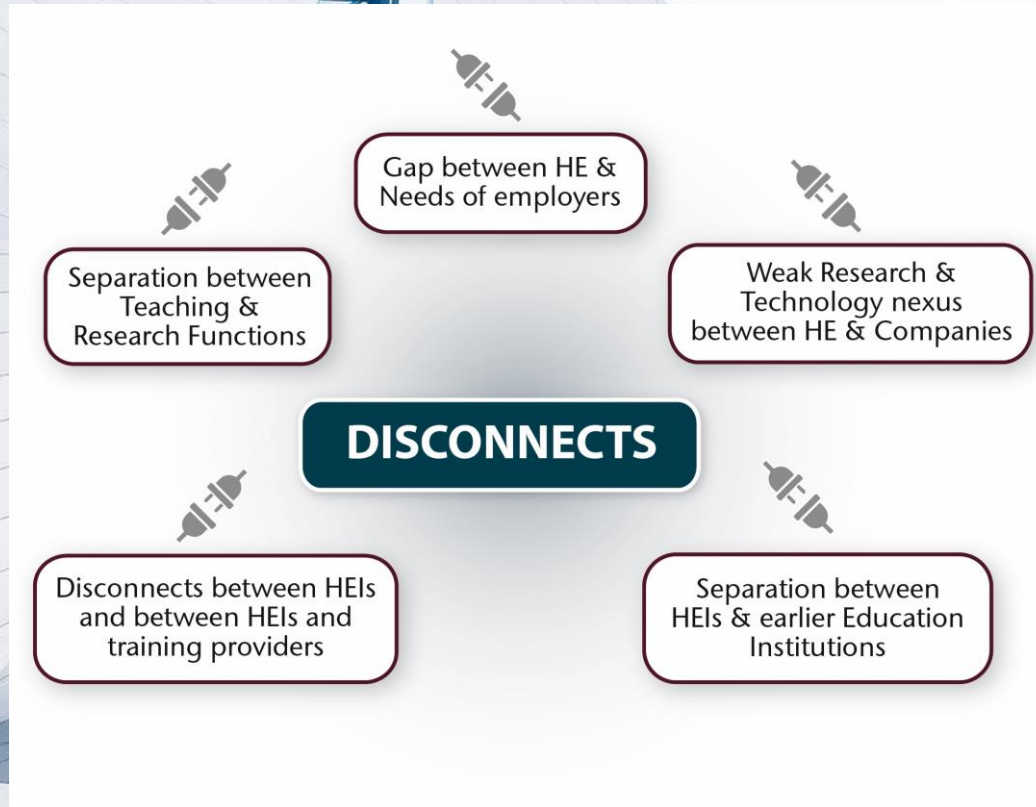 Gap between HE &
Needs of employers
Separation between
Teaching &
Research Functions
Weak Research &
Technology nexus
between HE & Companies
DISCONNECTS
Disconnects between HEIs
and between HEIs and
training providers
Separation between
HEIs & earlier Education
Institutions